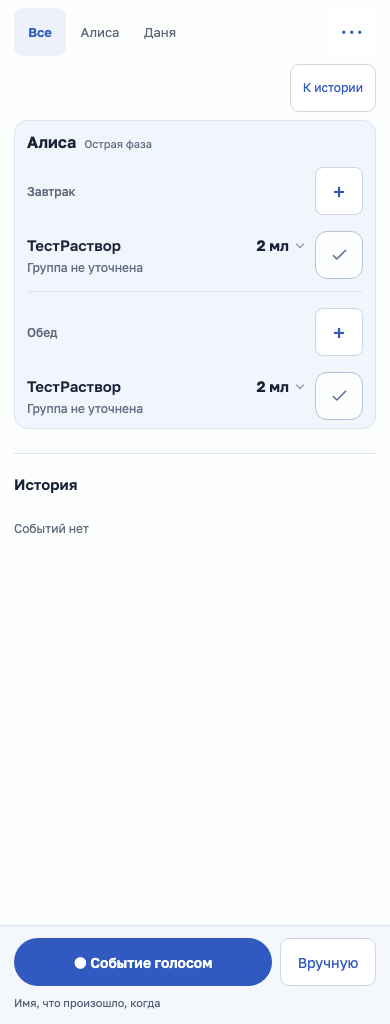 Все Алиса Даня ...
К истории
Алиса Острая фаза
Завтрак +
ТестРаствор 2 мл
Группа не уточнена
Обед +
ТестРаствор 2 мл
Группа не уточнена
История
Событий нет
Событие голосом Вручную
Имя, что произошло, когда